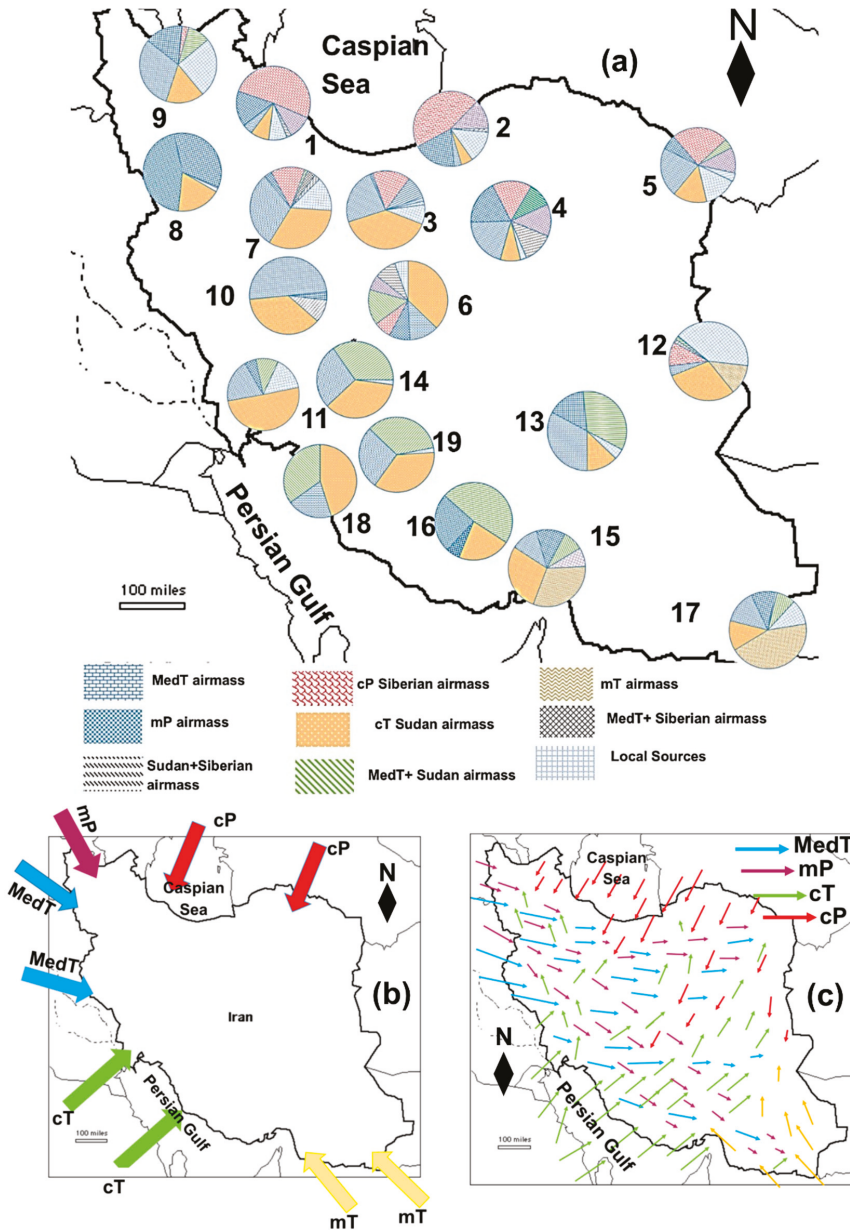 Caspian
Sea
(a)
N
9
1
2
5
8
7
3
4
10
6
12
11
14
13
19
18
16
15
17
Persian Gulf
100 miles
MedT airmass
cP Siberian airmass
mT airmass
mP airmass
cT Sudan airmass
MedT+ Siberian airmass
Sudan+Siberian
airmass
MedT+ Sudan airmass
Local Sources
mP
cP
cP
N
Caspian
Sea
MedT
MedT
Iran
(b)
Persian Gulf
cT
cT
100 miles
mT
mT
Caspian
Sea
MedT
mP
cT
cP
(c)
N
Persian Gulf
100 miles